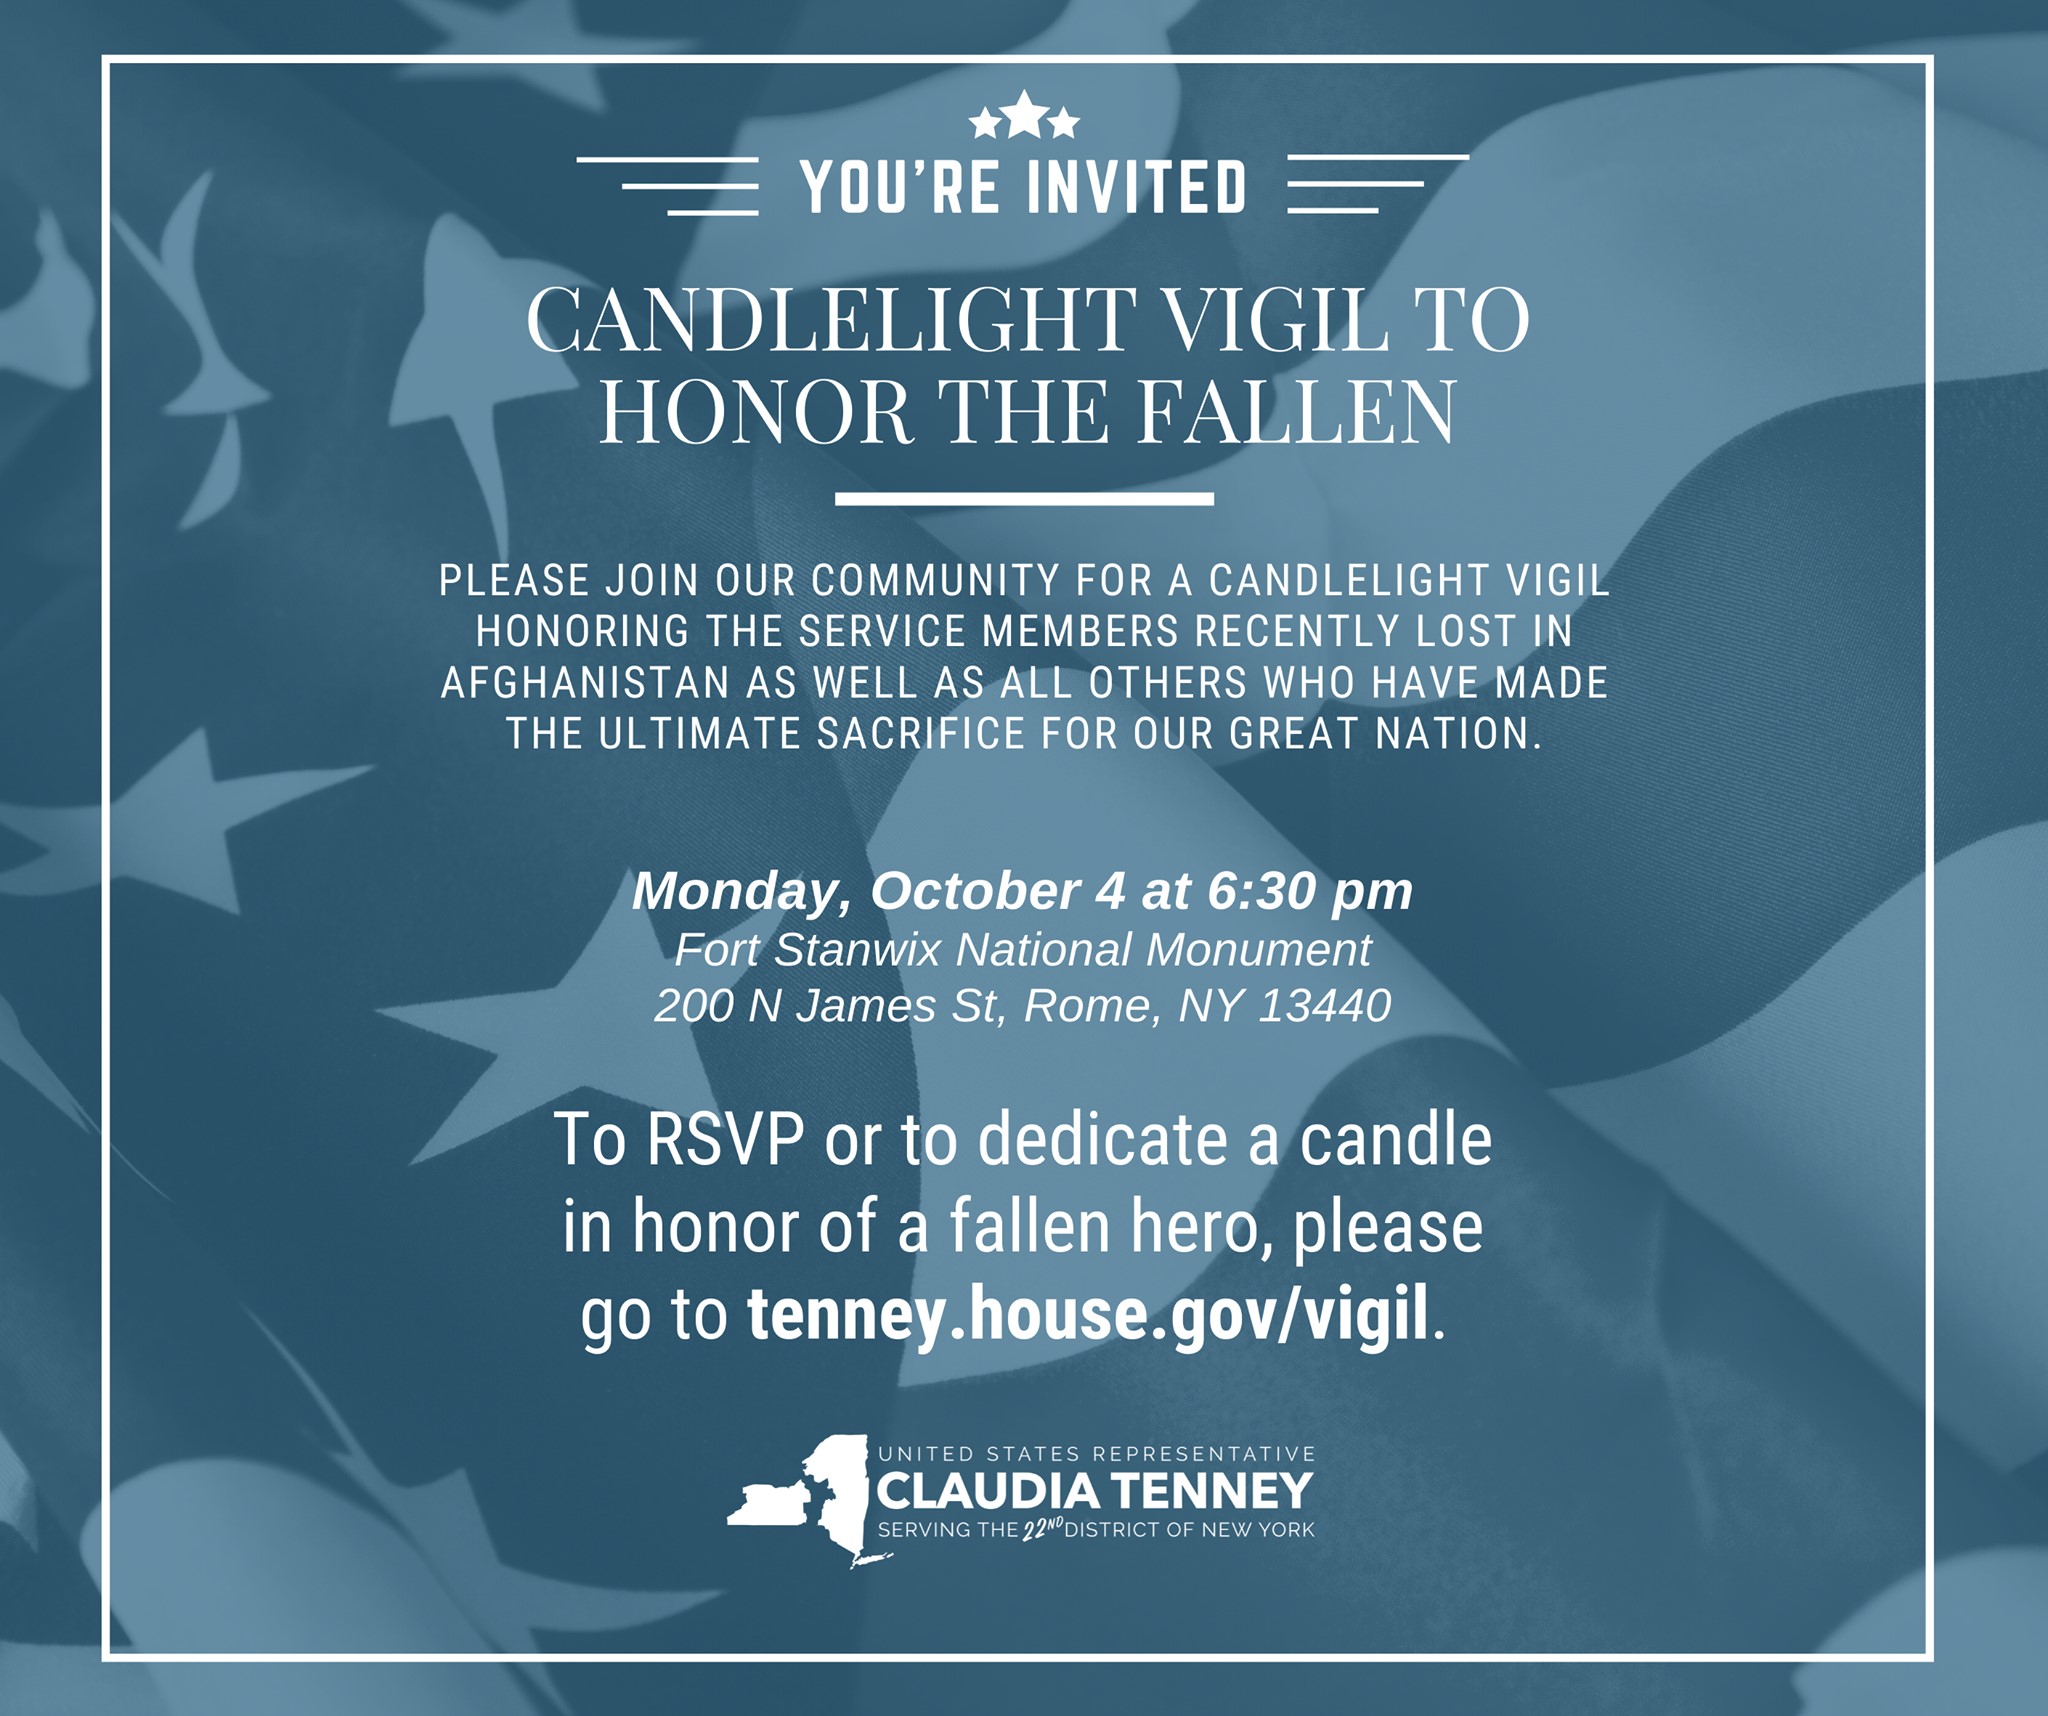 YOU'RE INVITED
CANDLELIGHT VIGIL TO
HONOR THE FALLEN
PLEASE JOIN OUR COMMUNITY FOR A CANDLELIGHT VIGIL
HONORING THE SERVICE MEMBERS RECENTLY LOST IN
AFGHANISTAN AS WELL AS ALL OTHERS WHO HAVE MADE
THE ULTIMATE SACRIFICE FOR OUR GREAT NATION.
Monday, October 4 at 6:30 pm
Fort Stanwix National Monument
200 N James St, Rome, NY 13440
To RSVP or to dedicate a candle
in honor of a fallen hero, please
go to tenney.house.gov/vigil.
UNITED STATES REPRESENTATIVE
CLAUDIA TENNEY
SERVING THE 22ND DISTRICT OF NEW YORK